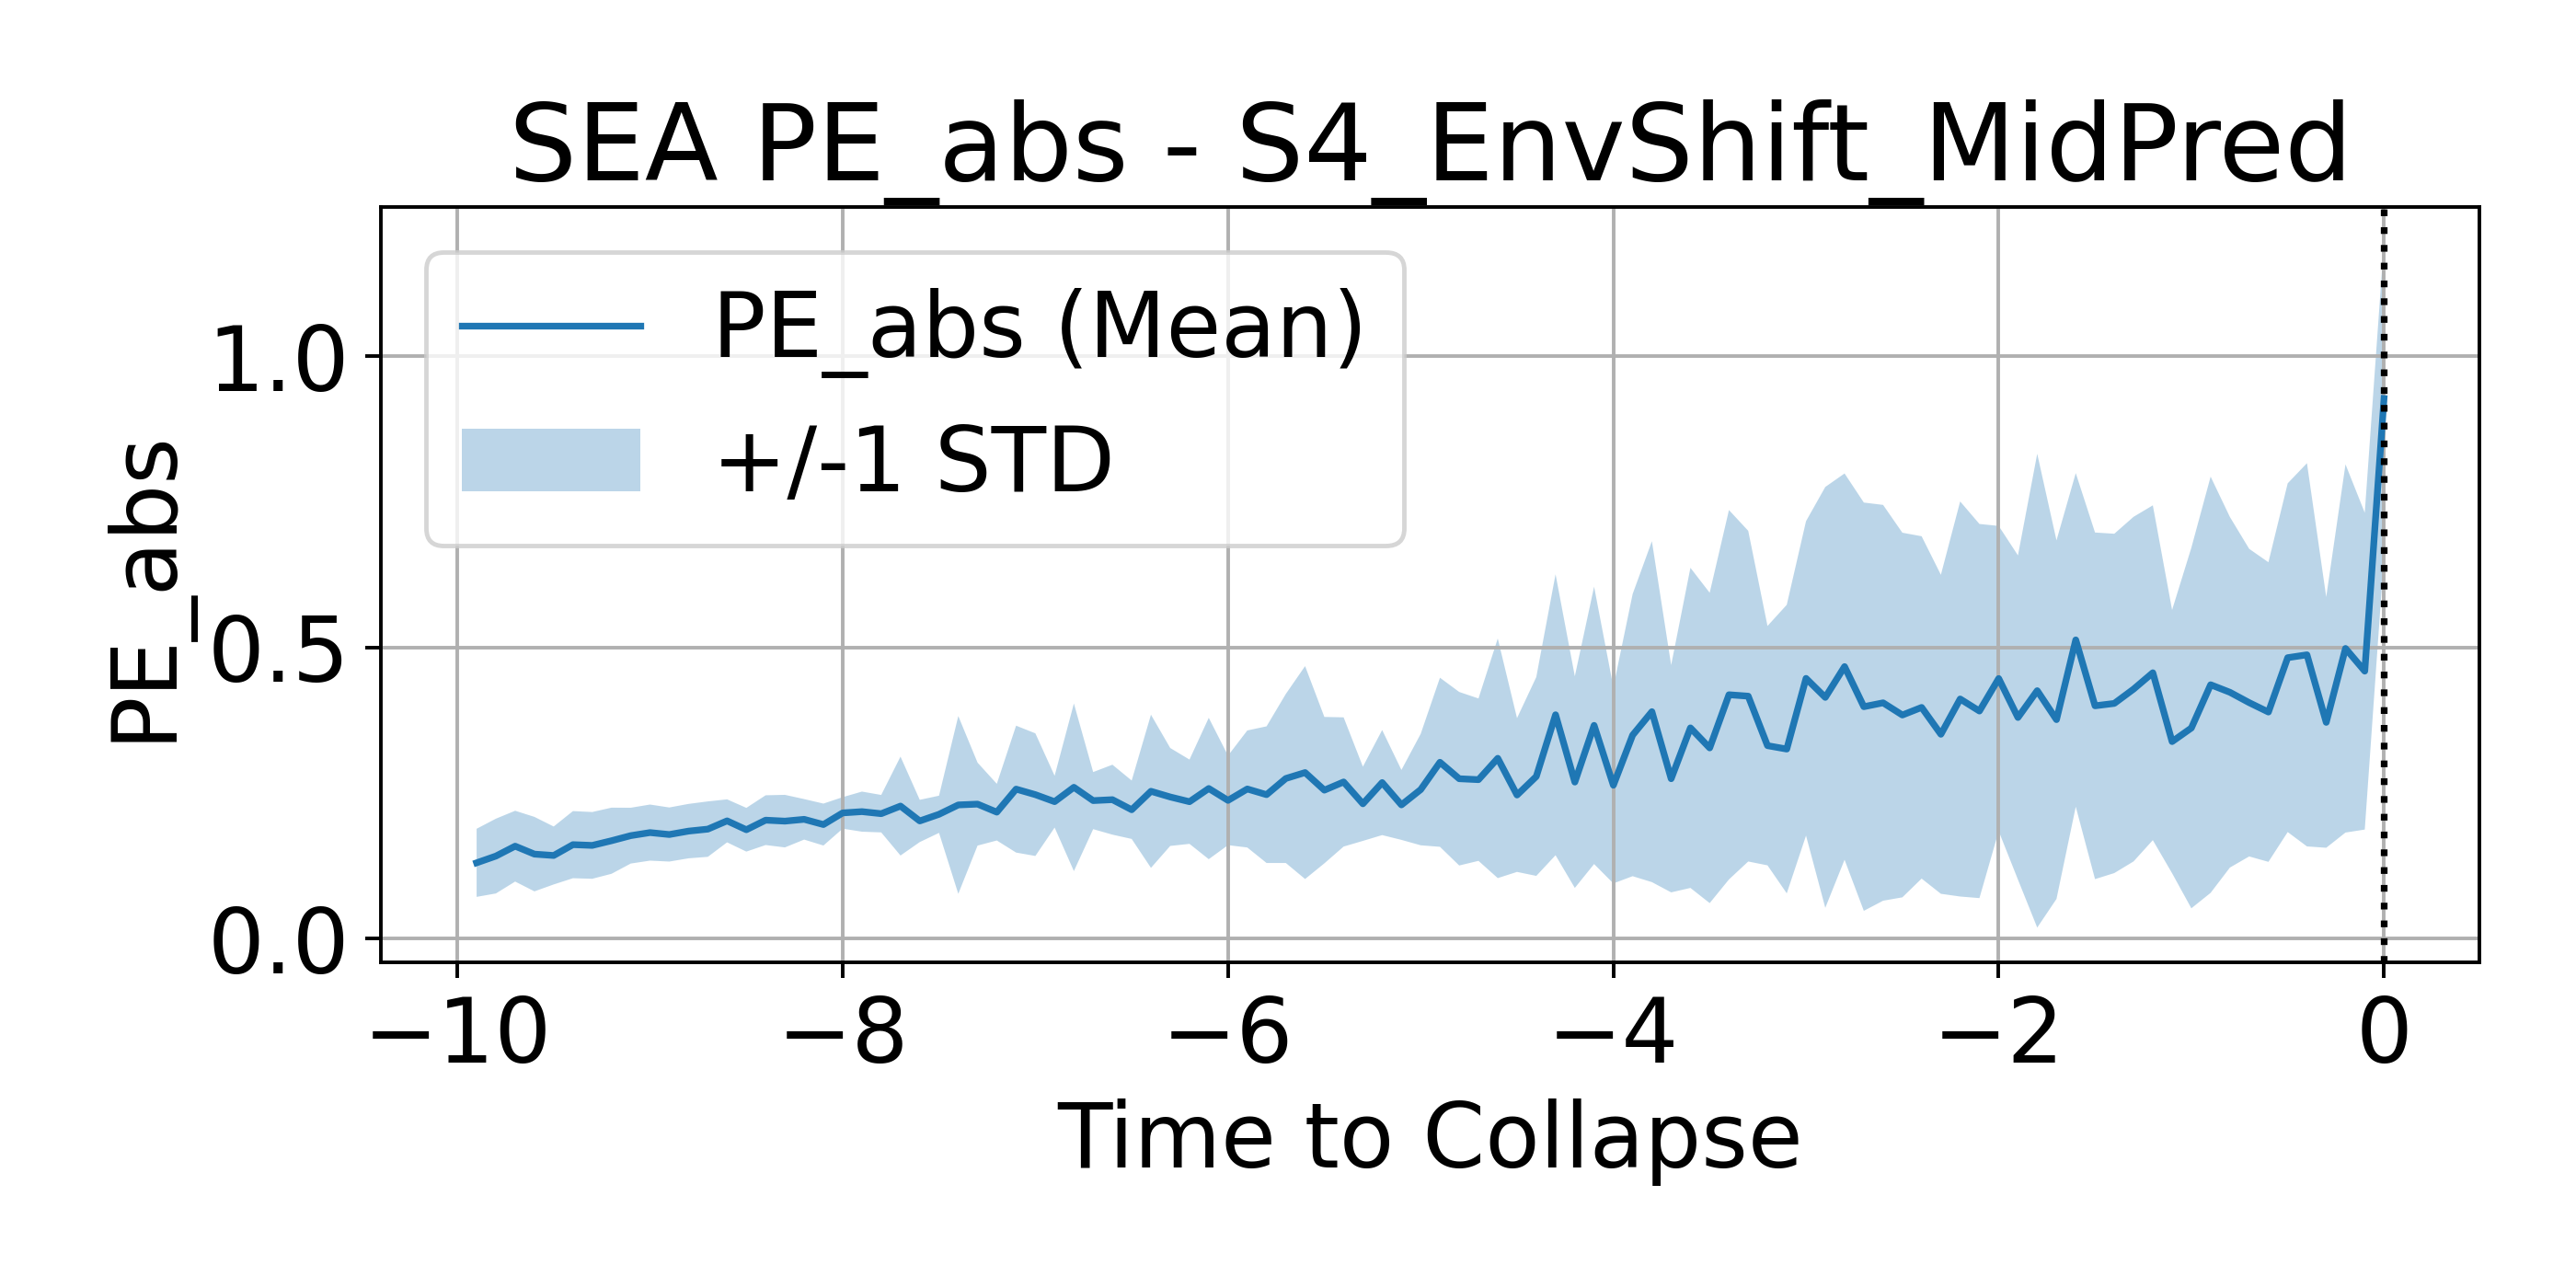 SEA PE_abs - S4_EnvShift_MidPred
PE_abs (Mean)
+/-1 STD
PE_abs
1.0
0.5
0.0
−10 −8 −6 −4 −2 0
Time to Collapse